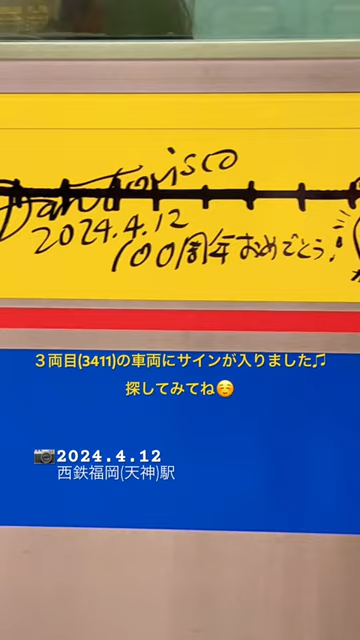 2024.4.12
100周年おめでとう!
3両目(3411)の車両にサインが入りました♫
探してみてね☺️
📷2024.4.12
西鉄福岡(天神)駅